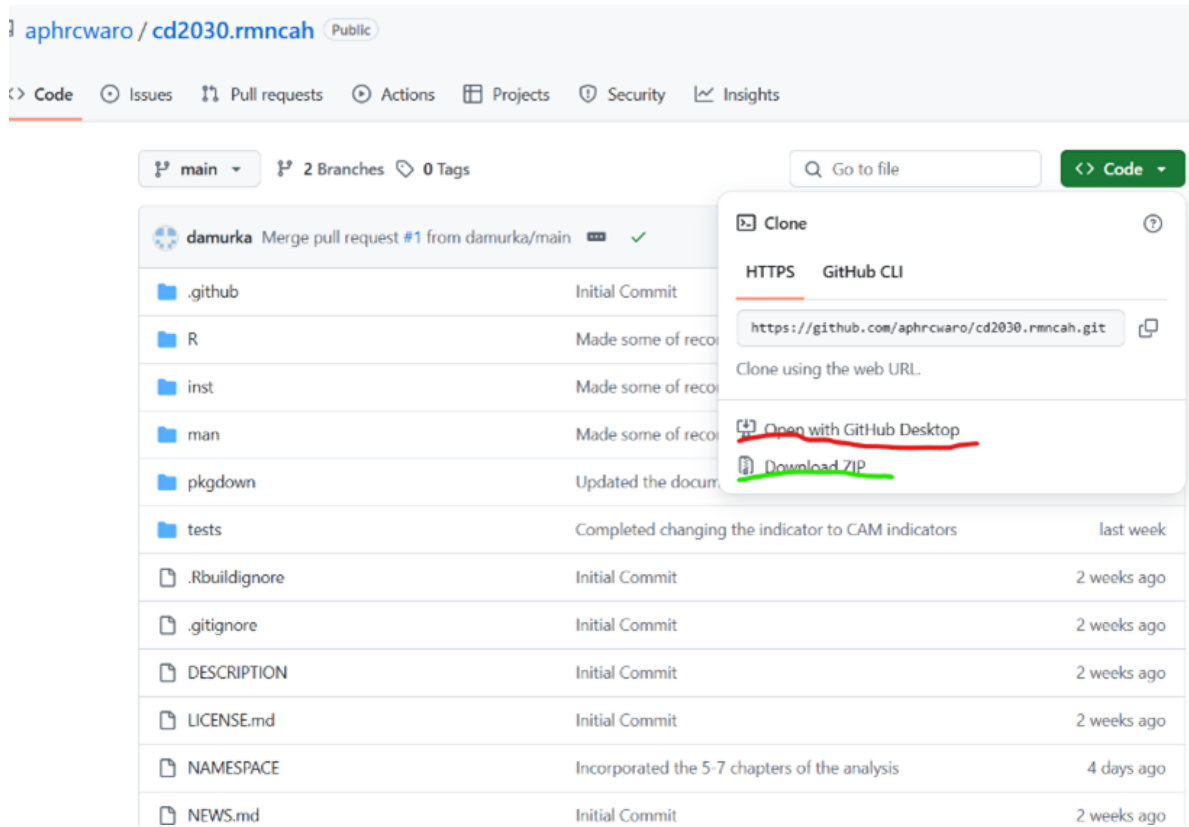 aphrcwaro / cd2030.rmncah Public
<> Code Issues Pull requests Actions Projects Security Insights
main 2 Branches 0 Tags Go to file <> Code
damurka Merge pull request #1 from damurka/main
Clone
HTTPS GitHub CLI
https://github.com/aphrcwaro/cd2030.rmncah.git
Clone using the web URL.
Open with GitHub Desktop
Download ZIP
.github Initial Commit
R Made some of reco
inst Made some of reco
man Made some of reco
pkgdown Updated the docum
tests Completed changing the indicator to CAM indicators last week
.Rbuildignore Initial Commit 2 weeks ago
.gitignore Initial Commit 2 weeks ago
DESCRIPTION Initial Commit 2 weeks ago
LICENSE.md Initial Commit 2 weeks ago
NAMESPACE Incorporated the 5-7 chapters of the analysis 4 days ago
NEWS.md Initial Commit 2 weeks ago